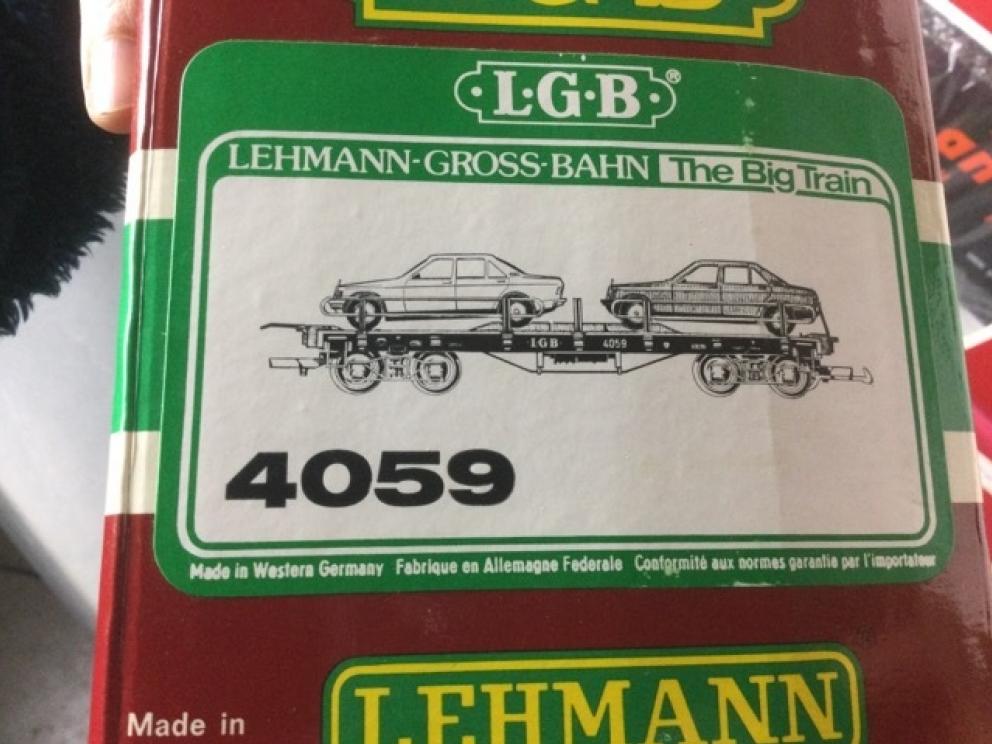 L·G·B®
LEHMANN-GROSS-BAHN The Big Train
LGB 4059
4059
Made in Western Germany Fabrique en Allemagne Federale Conformité aux normes garantie par l'importateur
LEHMANN
Made in